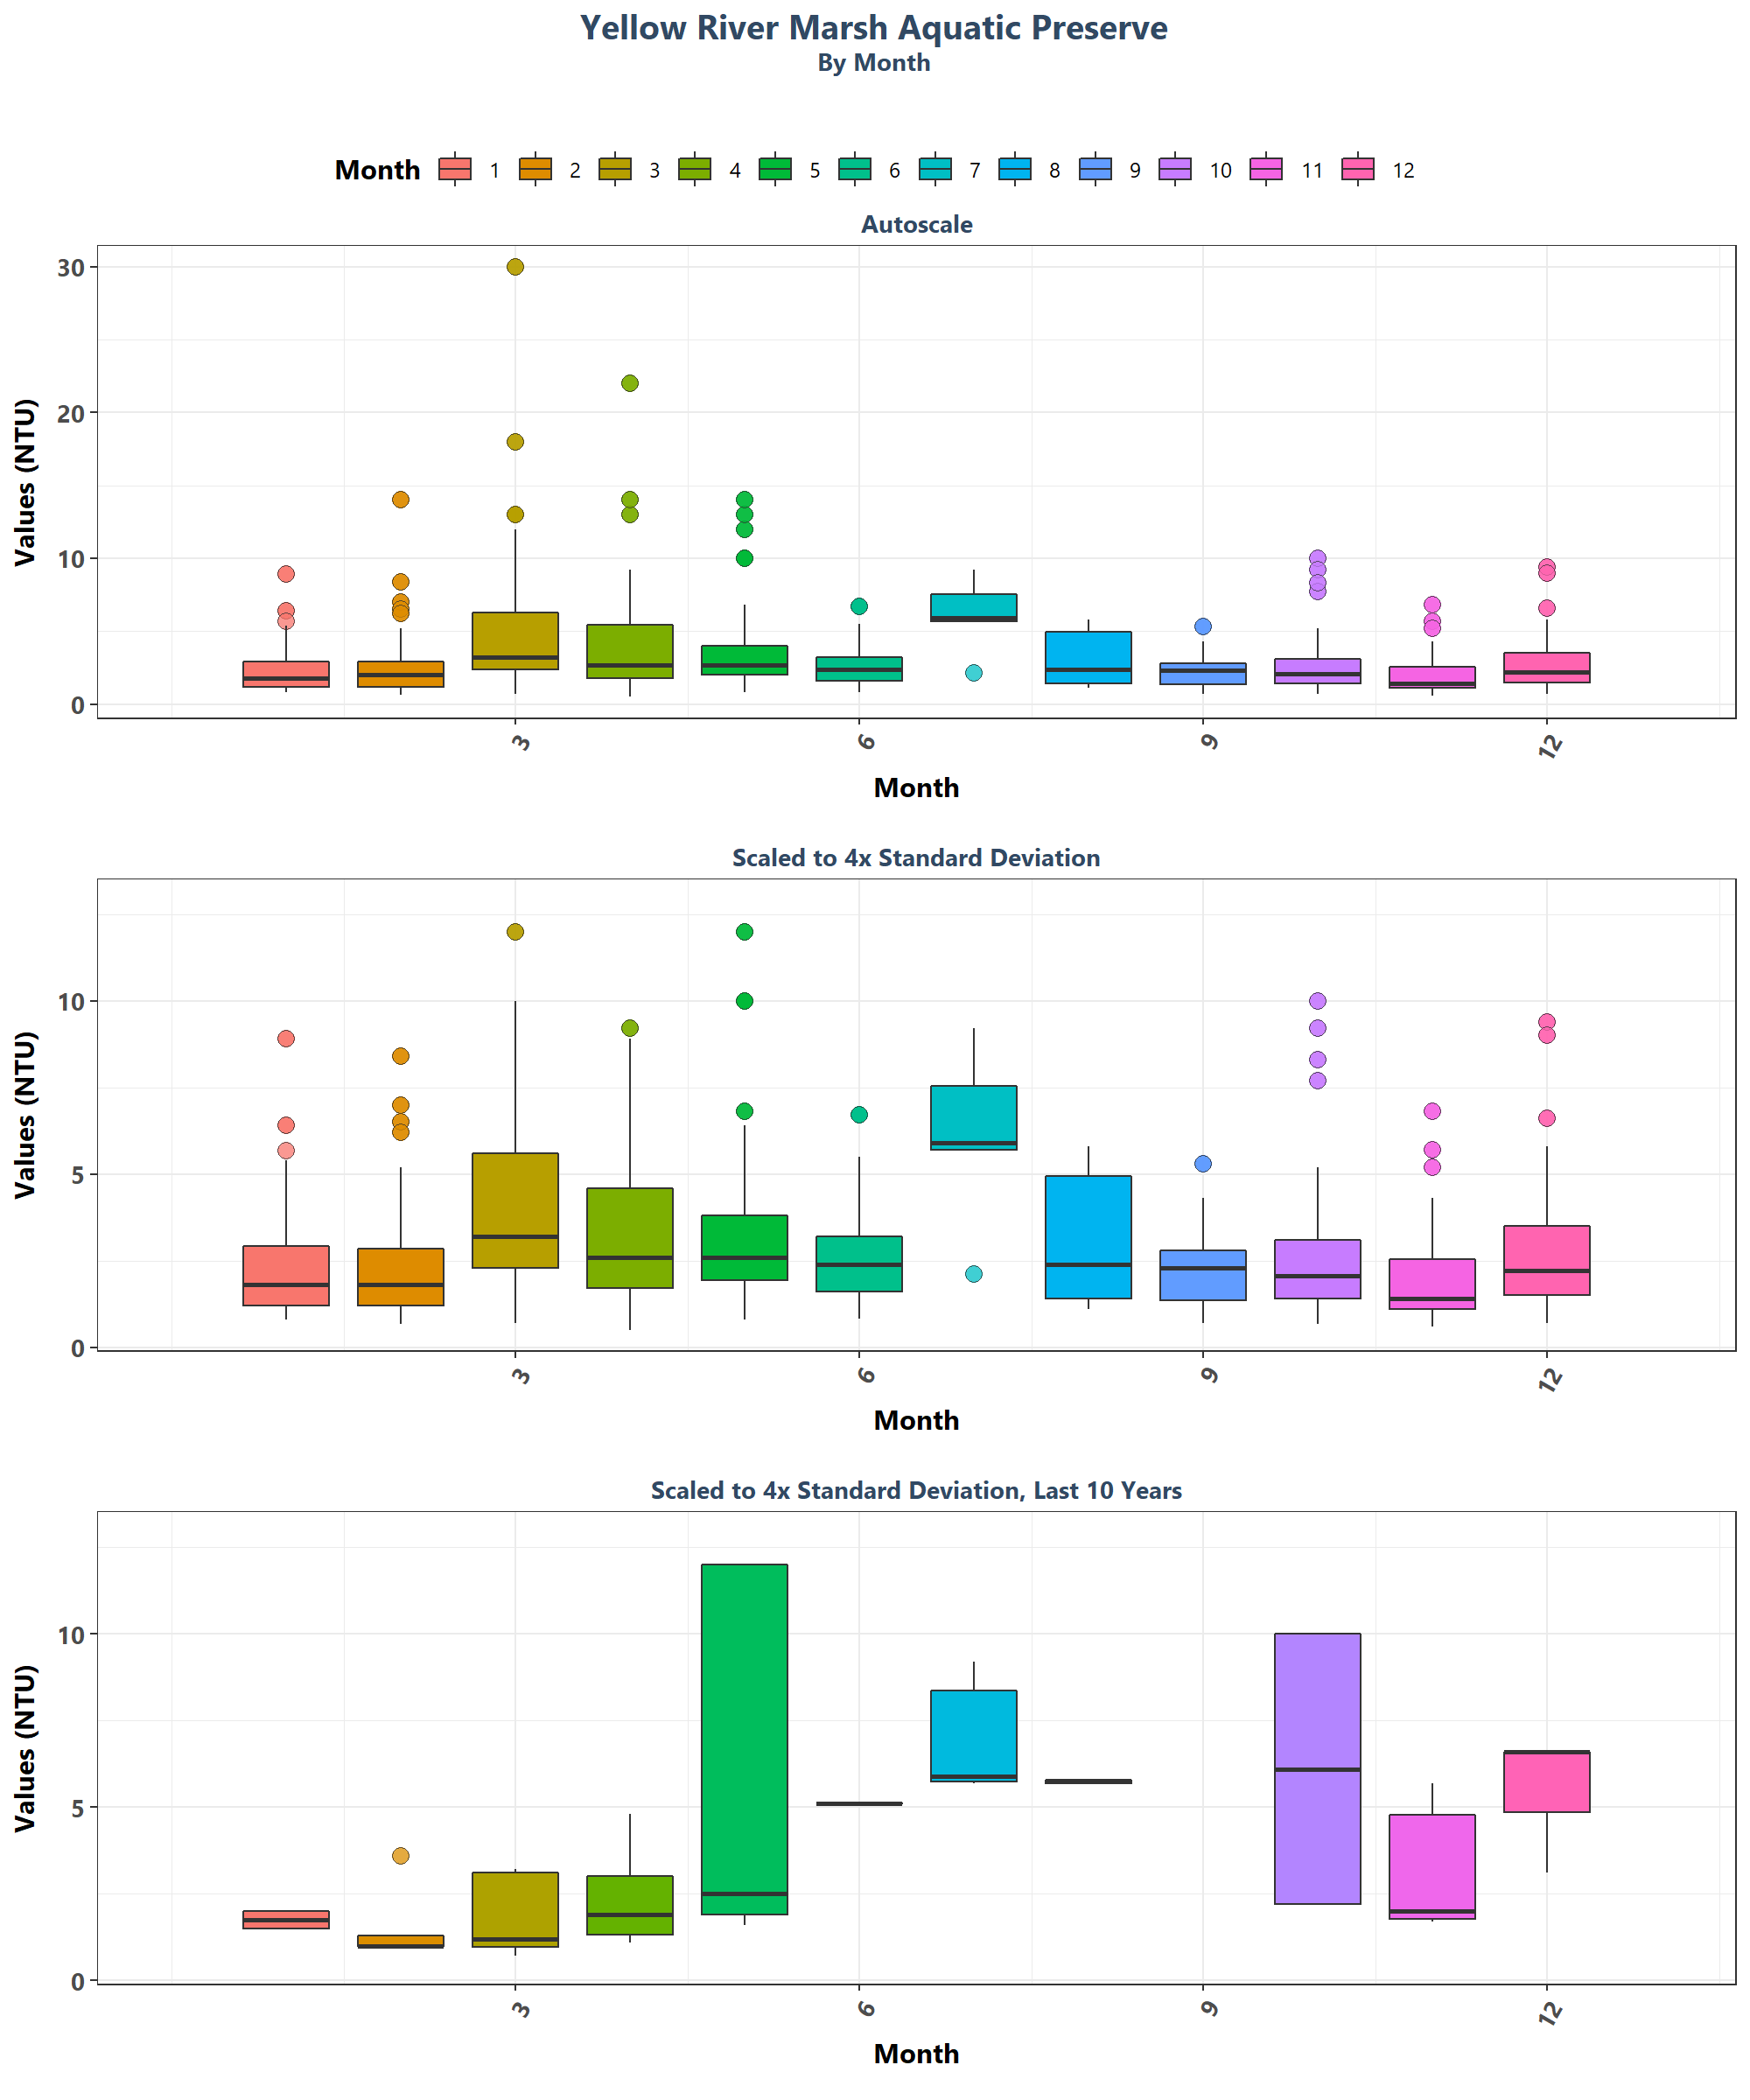 Yellow River Marsh Aquatic Preserve
By Month
Month 1 2 3 4 5 6 7 8 9 10 11 12
Autoscale
Values (NTU)
30
20
10
0
3 6 9 12
Month
Scaled to 4x Standard Deviation
Values (NTU)
10
5
0
3 6 9 12
Month
Scaled to 4x Standard Deviation, Last 10 Years
Values (NTU)
10
5
0
3 6 9 12
Month